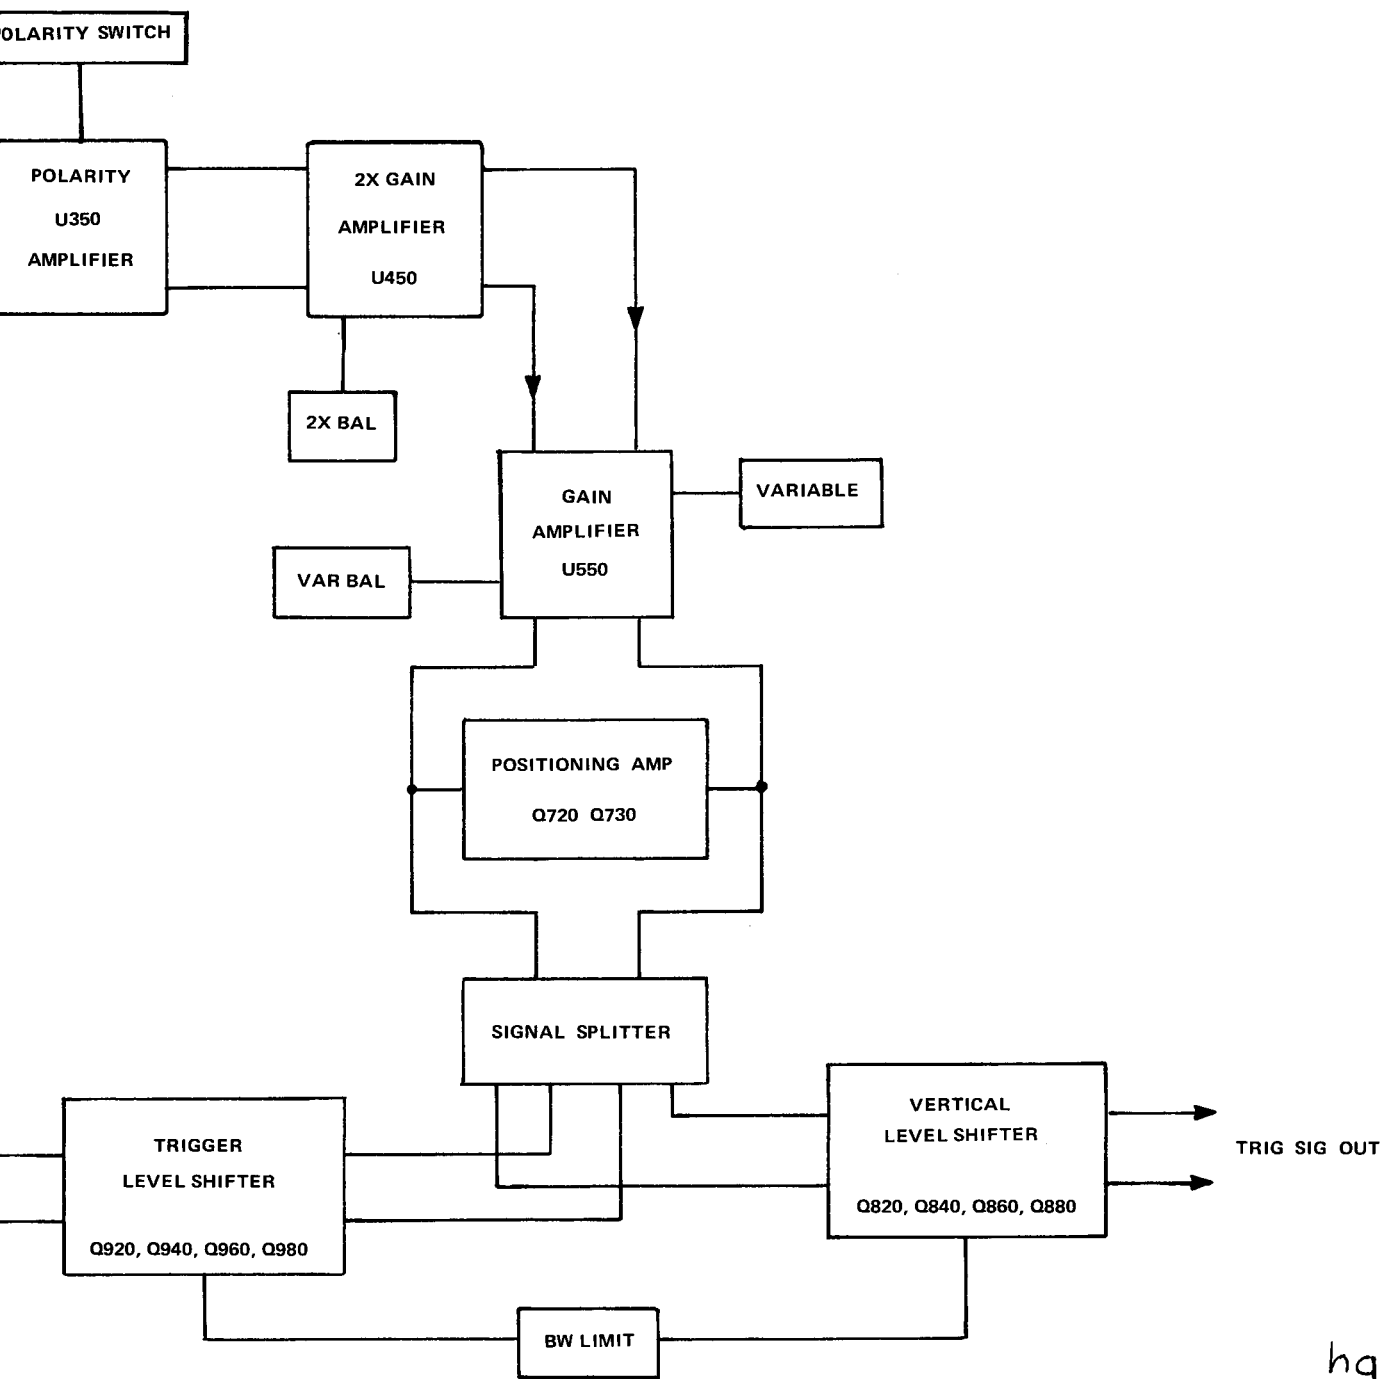 OLARITY SWITCH
POLARITY
U350
AMPLIFIER
2X GAIN
AMPLIFIER
U450
2X BAL
GAIN
AMPLIFIER
U550
VARIABLE
VAR BAL
POSITIONING AMP
Q720 Q730
SIGNAL SPLITTER
TRIGGER
LEVEL SHIFTER
Q920, Q940, Q960, Q980
VERTICAL
LEVEL SHIFTER
Q820, Q840, Q860, Q880
TRIG SIG OUT
BW LIMIT